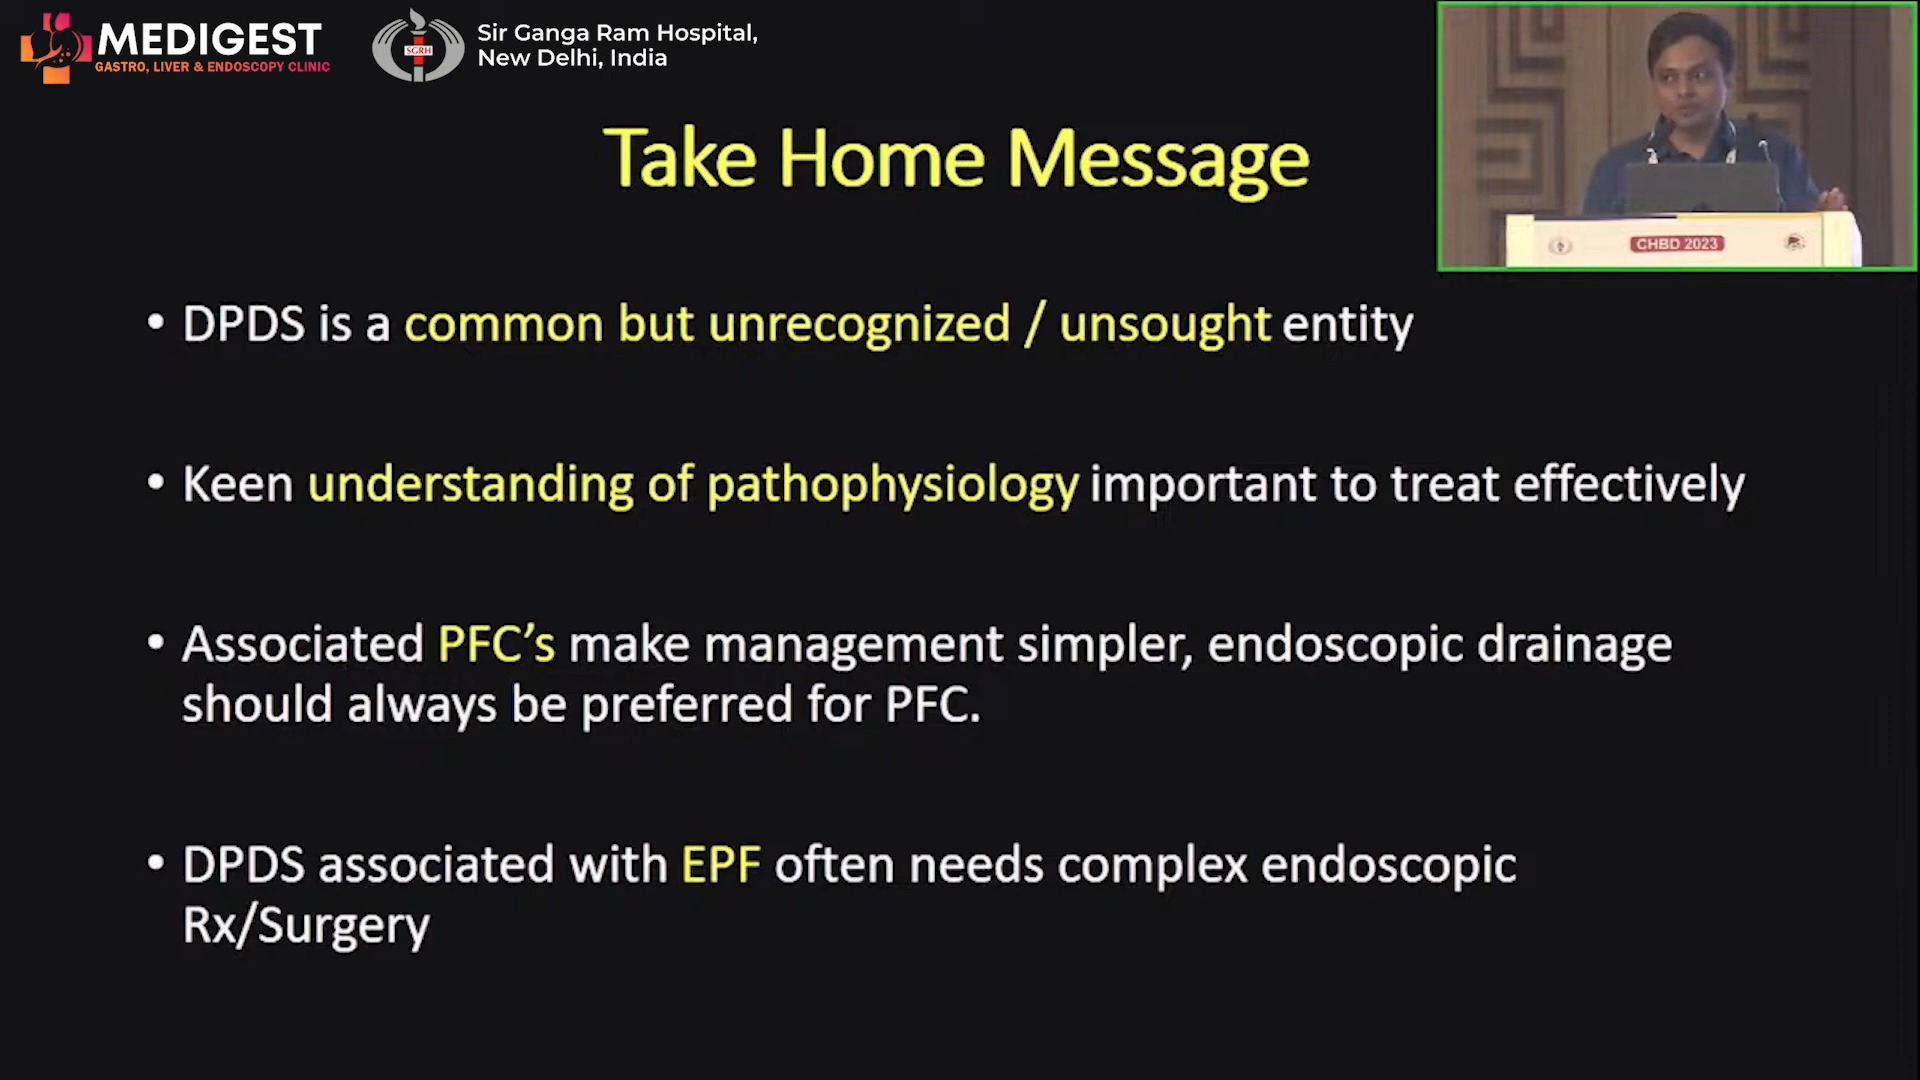 MEDIGEST
GASTRO, LIVER & ENDOSCOPY CLINIC
SGRH
Sir Ganga Ram Hospital,
New Delhi, India
CHBD 2023
Take Home Message
• DPDS is a common but unrecognized / unsought entity
• Keen understanding of pathophysiology important to treat effectively
• Associated PFC’s make management simpler, endoscopic drainage
should always be preferred for PFC.
• DPDS associated with EPF often needs complex endoscopic
Rx/Surgery